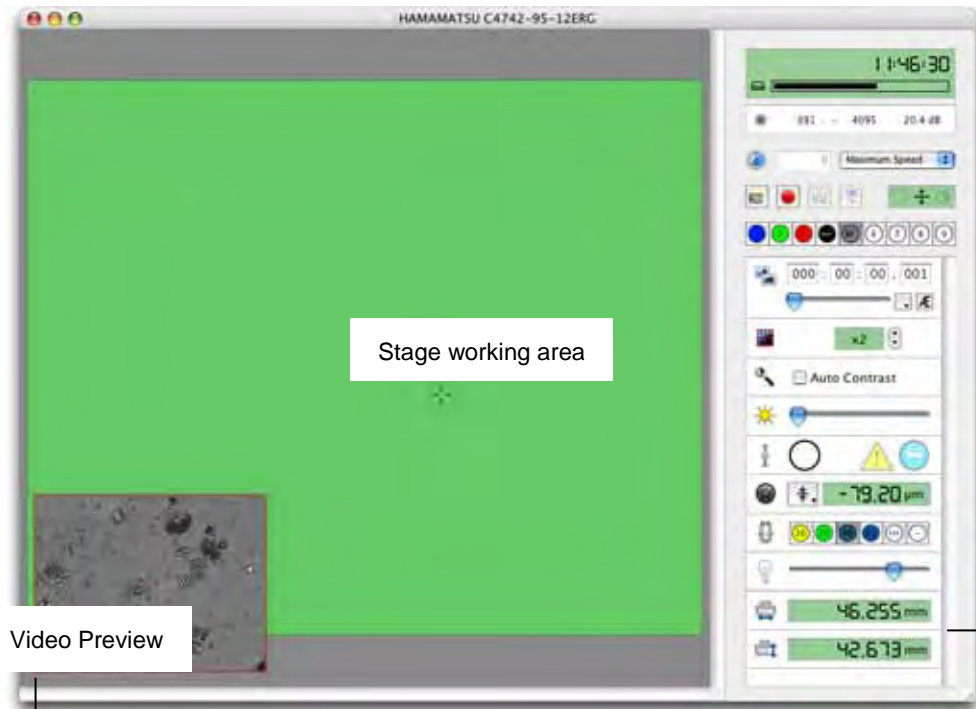 HAMAMATSU C4742-95-12ERG
11:46:30
4095 20.4 dB
Maximum Speed
000 : 00 : 00 . 001
Æ
Stage working area
x2
Auto Contrast
-79.20 µm
46.255 mm
Video Preview
42.673 mm